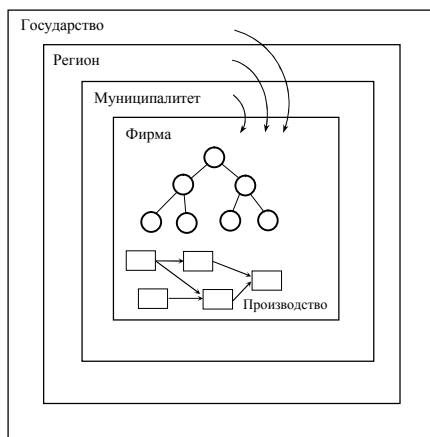 Государство
Регион
Муниципалитет
Фирма
Производство